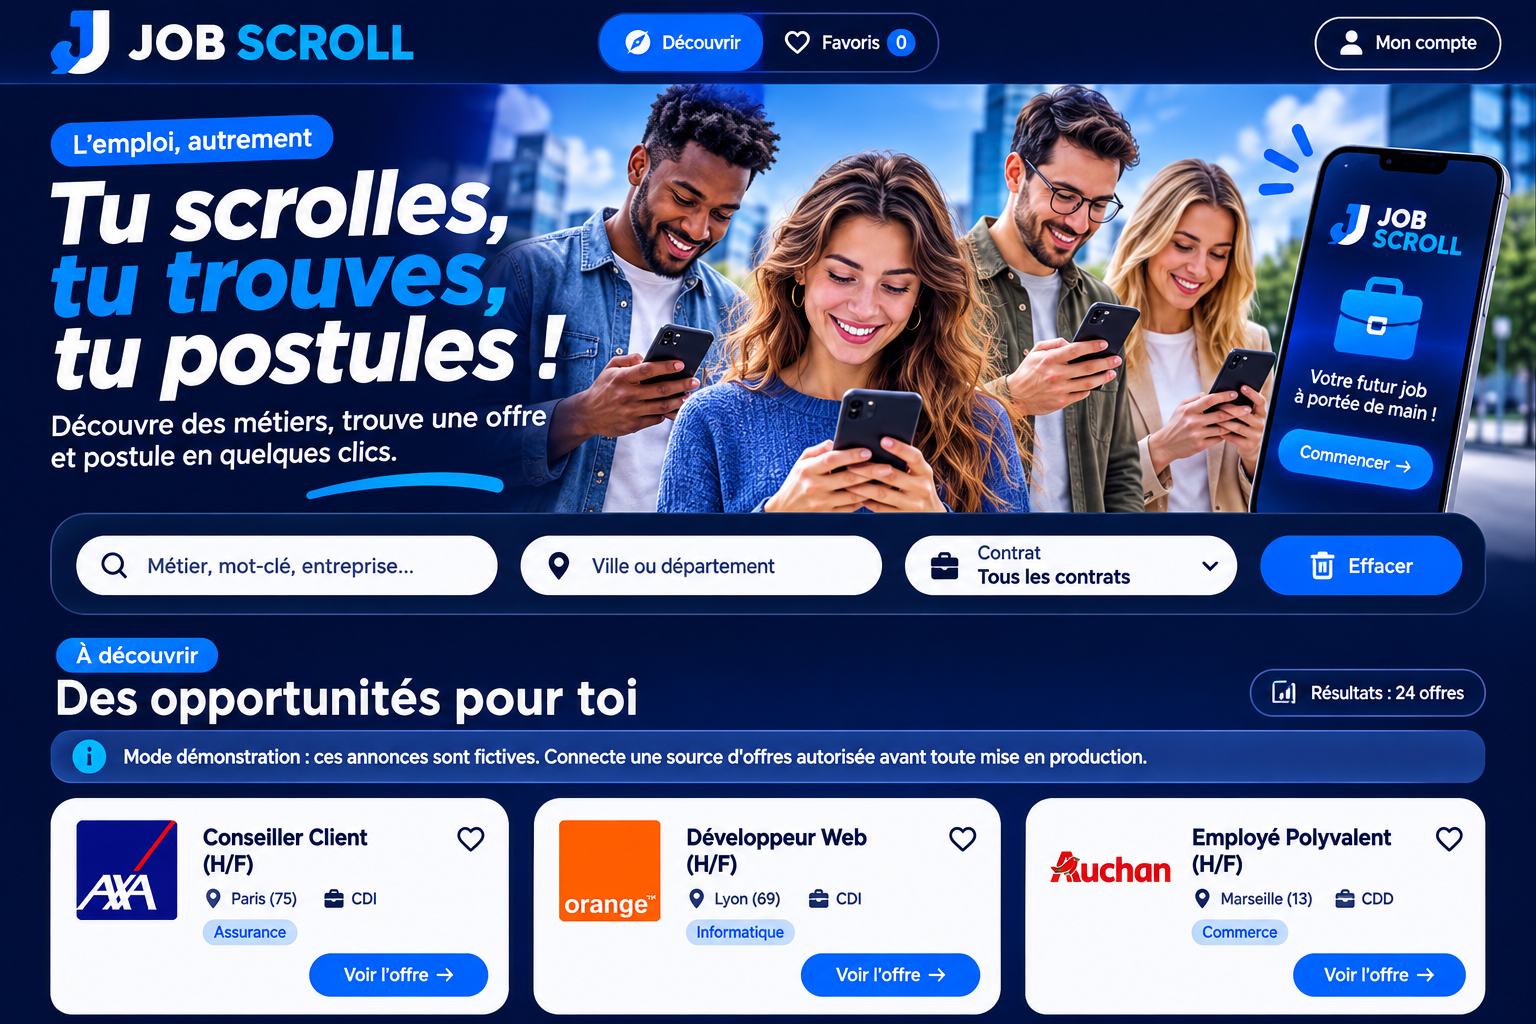 JOB SCROLL
Découvrir
Favoris 0
Mon compte
L'emploi, autrement
Tu scrolles,
tu trouves,
tu postules !
Découvre des métiers, trouve une offre
et postule en quelques clics.
JOB
SCROLL
Votre futur job
à portée de main !
Commencer →
Métier, mot-clé, entreprise...
Ville ou département
Contrat
Tous les contrats
Effacer
À découvrir
Des opportunités pour toi
Résultats : 24 offres
Mode démonstration : ces annonces sont fictives. Connecte une source d'offres autorisée avant toute mise en production.
AXA
Conseiller Client
(H/F)
Paris (75)
CDI
Assurance
Voir l'offre →
orange™
Développeur Web
(H/F)
Lyon (69)
CDI
Informatique
Voir l'offre →
Auchan
Employé Polyvalent
(H/F)
Marseille (13)
CDD
Commerce
Voir l'offre →